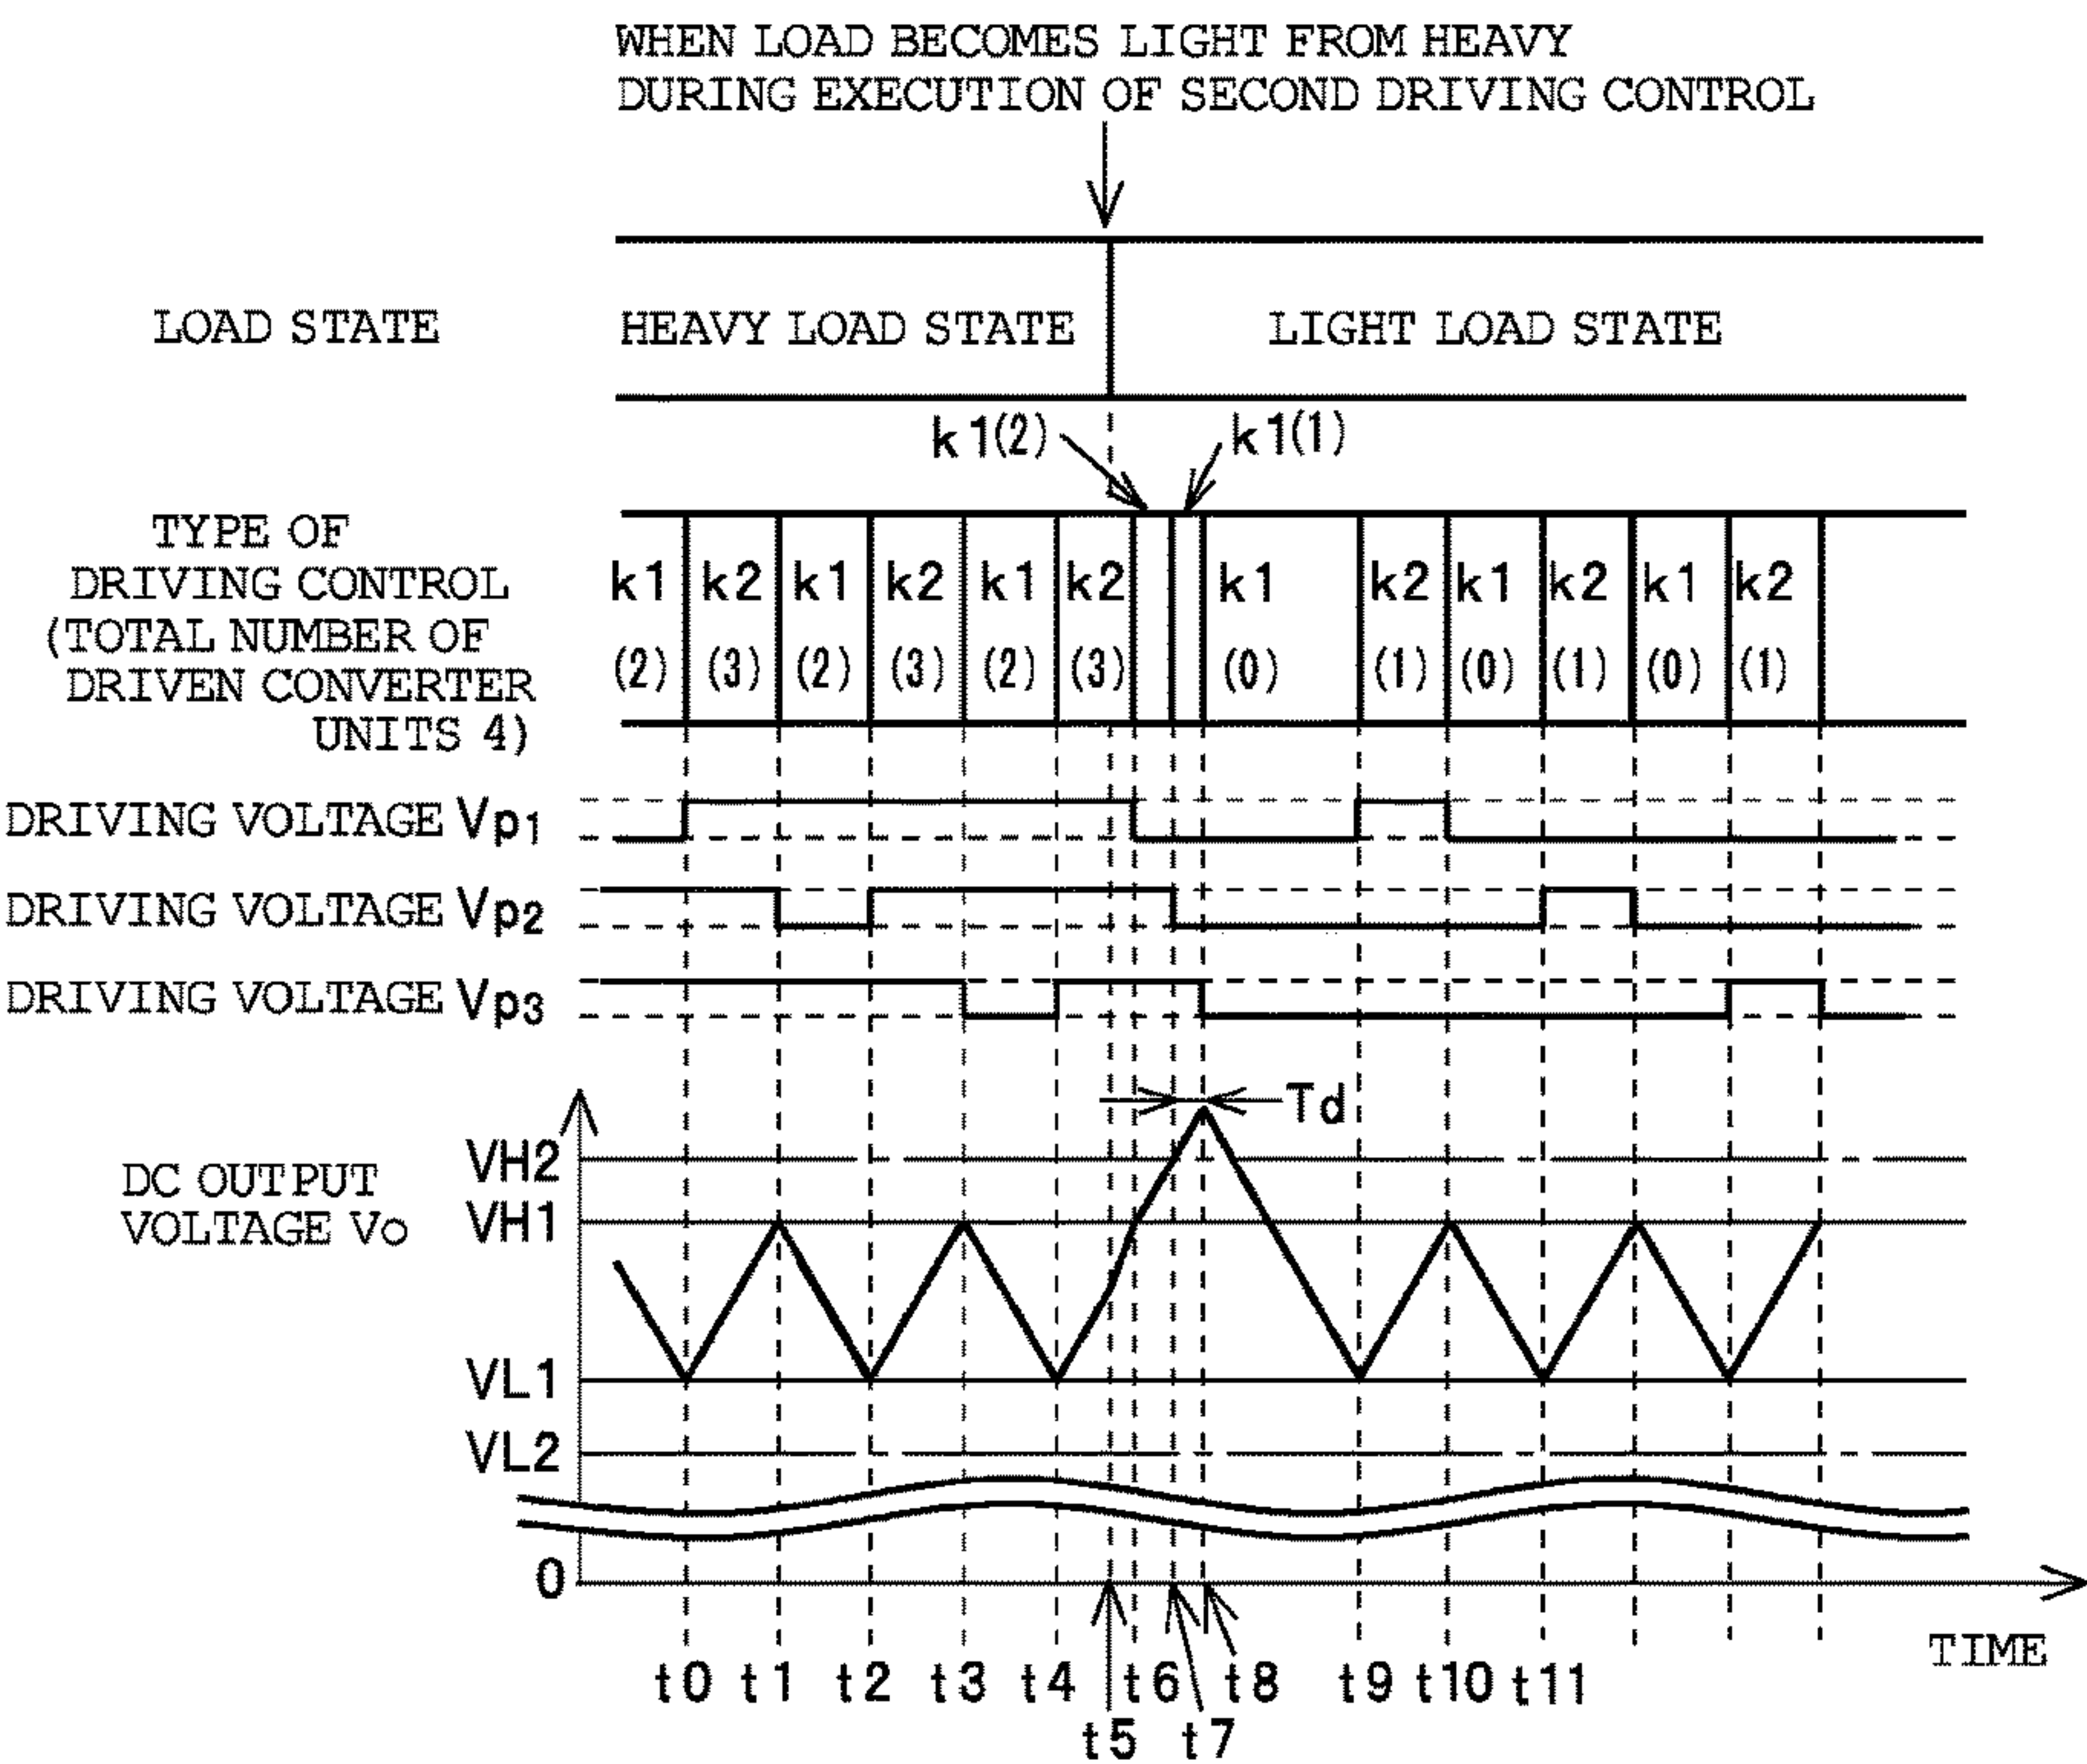 WHEN LOAD BECOMES LIGHT FROM HEAVY
DURING EXECUTION OF SECOND DRIVING CONTROL
LOAD STATE
HEAVY LOAD STATE
LIGHT LOAD STATE
k1(2)
k1(1)
TYPE OF
DRIVING CONTROL
(TOTAL NUMBER OF
DRIVEN CONVERTER
UNITS 4)
k1 k2 k1 k2 k1 k2 k1 k2 k1 k2 k1 k2
(2) (3) (2) (3) (2) (3) (0) (1) (0) (1) (0) (1)
DRIVING VOLTAGE Vp1
DRIVING VOLTAGE Vp2
DRIVING VOLTAGE Vp3
Td
DC OUTPUT
VOLTAGE Vo
VH2
VH1
VL1
VL2
0
TIME
t0 t1 t2 t3 t4 t6 t8 t9 t10 t11
t5 t7